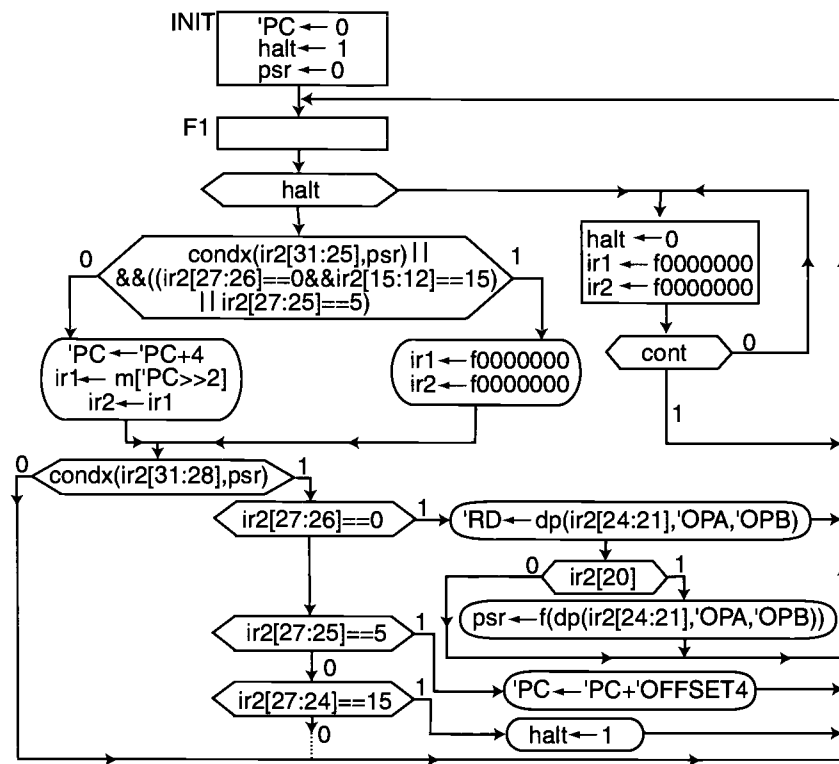 INIT
'PC ← 0
halt ← 1
psr ← 0
F1
halt
0
condx(ir2[31:25],psr) ||
&&((ir2[27:26]==0&&ir2[15:12]==15)
|| ir2[27:25]==5)
1
halt ← 0
ir1 ← f0000000
ir2 ← f0000000
cont
0
1
'PC ← 'PC+4
ir1 ← m['PC>>2]
ir2 ← ir1
ir1 ← f0000000
ir2 ← f0000000
0
condx(ir2[31:28],psr)
1
ir2[27:26]==0
1
'RD ← dp(ir2[24:21],'OPA,'OPB)
0
ir2[20]
1
psr ← f(dp(ir2[24:21],'OPA,'OPB))
ir2[27:25]==5
1
0
'PC ← 'PC+'OFFSET4
ir2[27:24]==15
1
0
halt ← 1